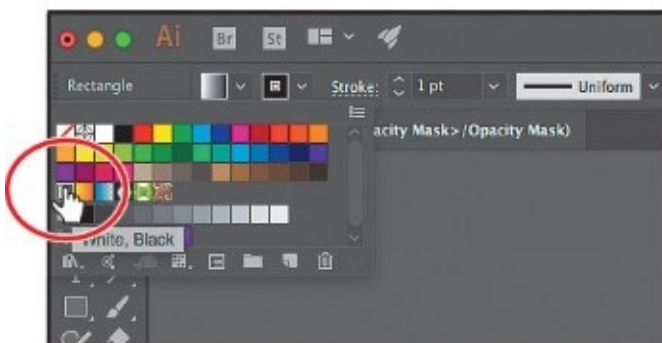 Ai Br St
Rectangle Stroke: 1 pt Uniform
acity Mask> /Opacity Mask)
White, Black